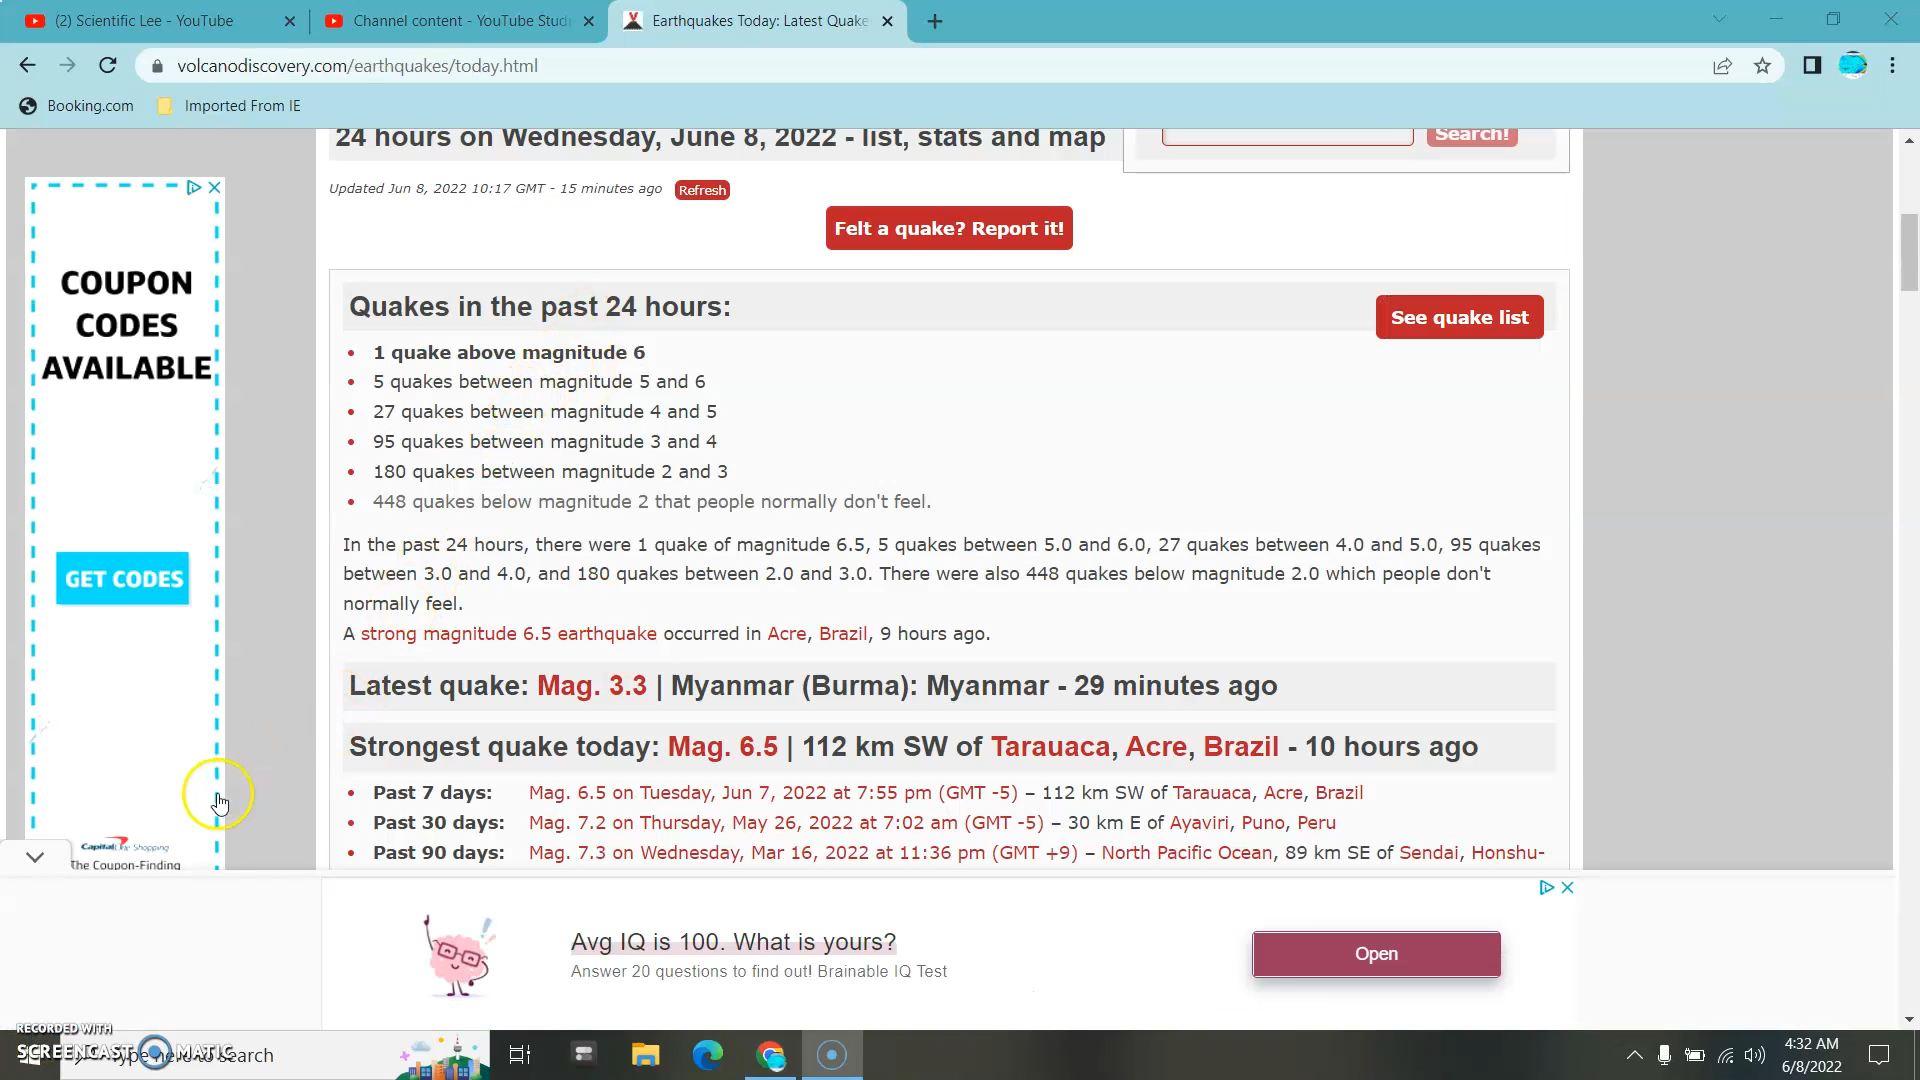 (2) Scientific Lee - YouTube
Channel content - YouTube Stud
Earthquakes Today: Latest Quake
volcanodiscovery.com/earthquakes/today.html
Booking.com
Imported From IE
24 hours on Wednesday, June 8, 2022 - list, stats and map
Search!
Updated Jun 8, 2022 10:17 GMT - 15 minutes ago
Refresh
Felt a quake? Report it!
COUPON
CODES
AVAILABLE
GET CODES
Capital One Shopping
The Coupon-Finding
Quakes in the past 24 hours:
See quake list
• 1 quake above magnitude 6
• 5 quakes between magnitude 5 and 6
• 27 quakes between magnitude 4 and 5
• 95 quakes between magnitude 3 and 4
• 180 quakes between magnitude 2 and 3
• 448 quakes below magnitude 2 that people normally don't feel.
In the past 24 hours, there were 1 quake of magnitude 6.5, 5 quakes between 5.0 and 6.0, 27 quakes between 4.0 and 5.0, 95 quakes
between 3.0 and 4.0, and 180 quakes between 2.0 and 3.0. There were also 448 quakes below magnitude 2.0 which people don't
normally feel.
A strong magnitude 6.5 earthquake occurred in Acre, Brazil, 9 hours ago.
Latest quake: Mag. 3.3 | Myanmar (Burma): Myanmar - 29 minutes ago
Strongest quake today: Mag. 6.5 | 112 km SW of Tarauaca, Acre, Brazil - 10 hours ago
• Past 7 days: Mag. 6.5 on Tuesday, Jun 7, 2022 at 7:55 pm (GMT -5) – 112 km SW of Tarauaca, Acre, Brazil
• Past 30 days: Mag. 7.2 on Thursday, May 26, 2022 at 7:02 am (GMT -5) – 30 km E of Ayaviri, Puno, Peru
• Past 90 days: Mag. 7.3 on Wednesday, Mar 16, 2022 at 11:36 pm (GMT +9) – North Pacific Ocean, 89 km SE of Sendai, Honshu-
Avg IQ is 100. What is yours?
Answer 20 questions to find out! Brainable IQ Test
Open
RECORDED WITH
SCREENCAST MATIC
Type here to search
4:32 AM
6/8/2022